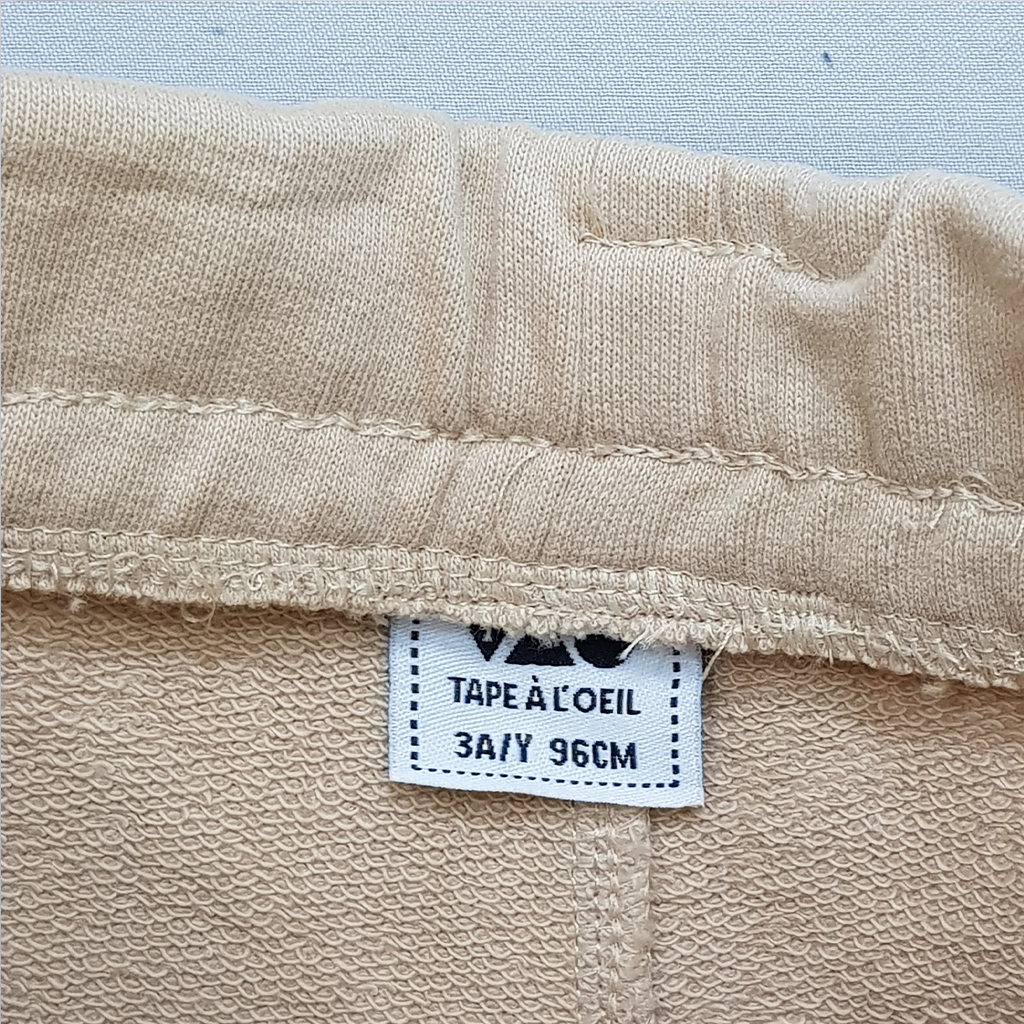 TAPE À L'OEIL
3A/Y 96CM